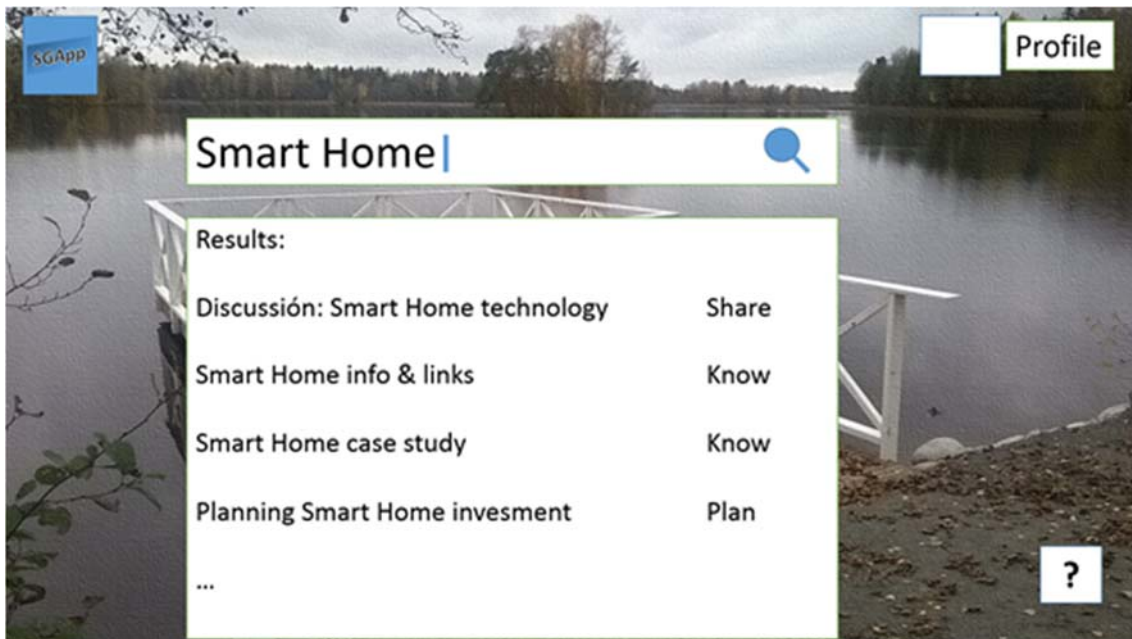 SGApp
Profile
Smart Home
Results:
Discussión: Smart Home technology Share
Smart Home info & links Know
Smart Home case study Know
Planning Smart Home invesment Plan
...
?